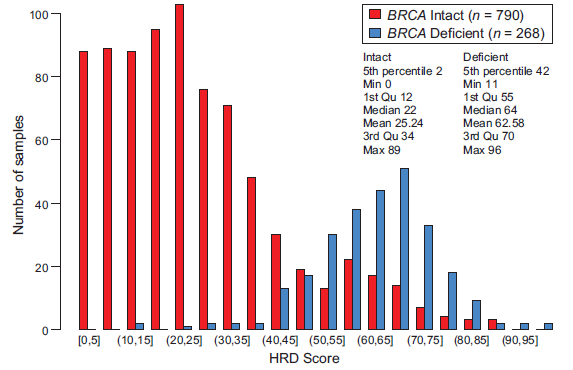 BRCA Intact (n = 790)
BRCA Deficient (n = 268)
Intact
5th percentile 2
Min 0
1st Qu 12
Median 22
Mean 25.24
3rd Qu 34
Max 89
Deficient
5th percentile 42
Min 11
1st Qu 55
Median 64
Mean 62.58
3rd Qu 70
Max 96
Number of samples
100
80
60
40
20
0
[0,5] (10,15] (20,25] (30,35] (40,45] (50,55] (60,65] (70,75] (80,85] (90,95]
HRD Score